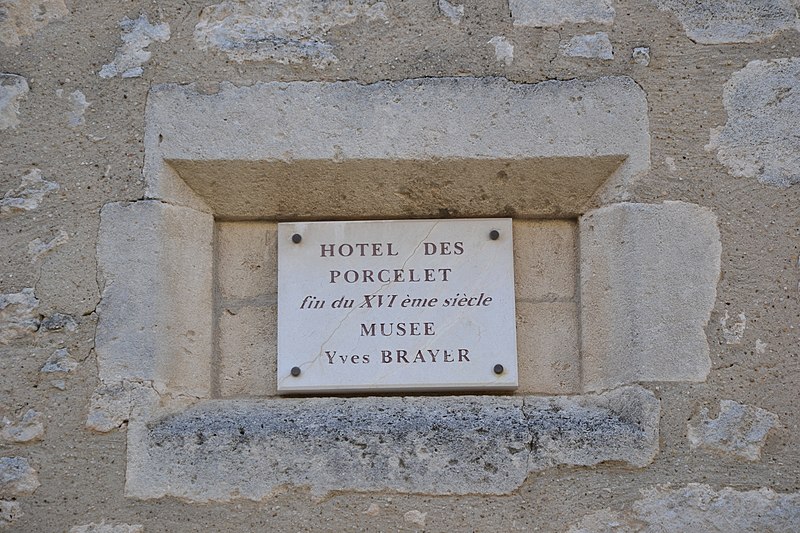 HOTEL DES
PORCELET
fin du XVI ème siècle
MUSEE
Yves BRAYER